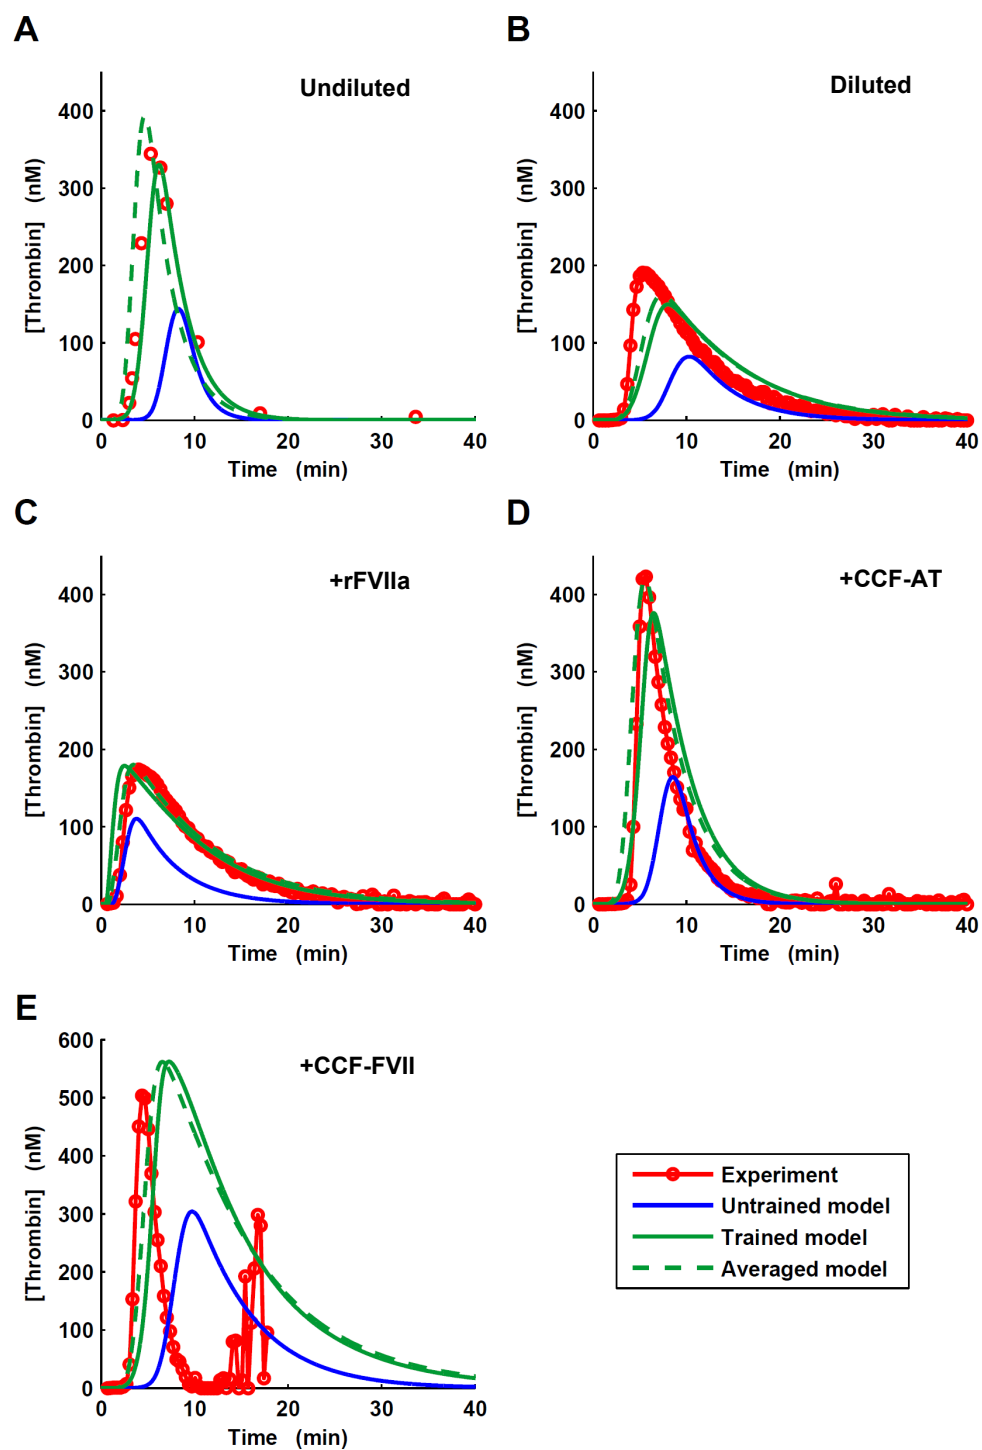 A
Undiluted
[Thrombin] (nM)
400
300
200
100
0
0 10 20 30 40
Time (min)
B
Diluted
[Thrombin] (nM)
400
300
200
100
0
0 10 20 30 40
Time (min)
C
+rFVIIa
[Thrombin] (nM)
400
300
200
100
0
0 10 20 30 40
Time (min)
D
+CCF-AT
[Thrombin] (nM)
400
300
200
100
0
0 10 20 30 40
Time (min)
E
+CCF-FVII
[Thrombin] (nM)
600
500
400
300
200
100
0
0 10 20 30 40
Time (min)
Experiment
Untrained model
Trained model
Averaged model